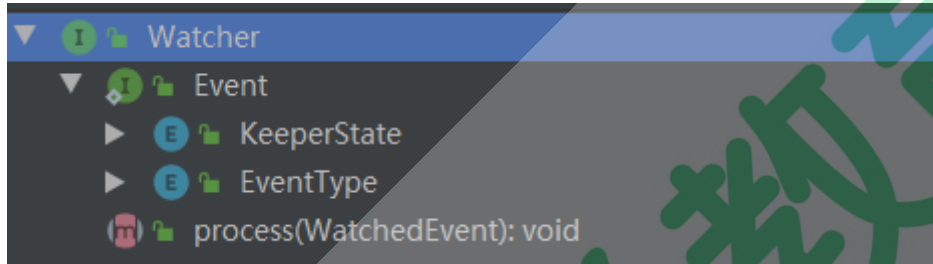 Watcher
Event
KeeperState
EventType
process(WatchedEvent): void